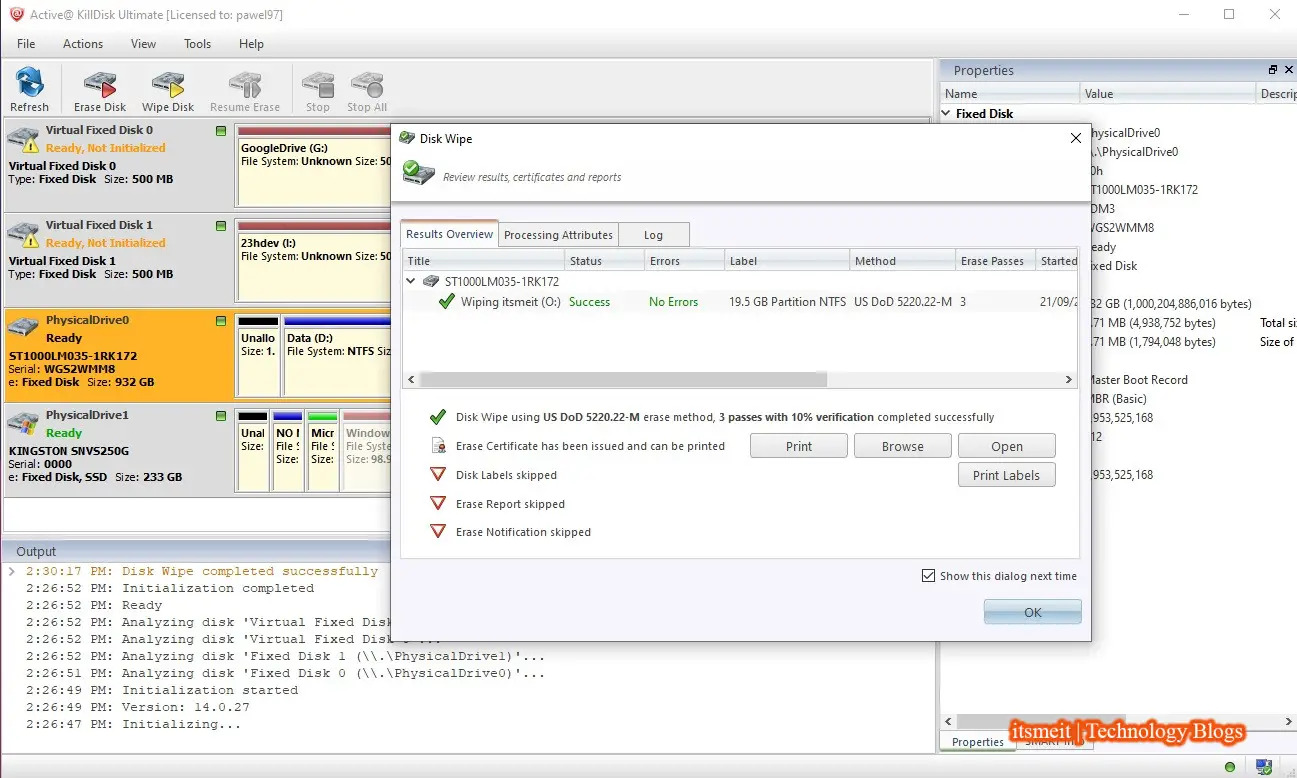 Active@ KillDisk Ultimate [Licensed to: pawel97]
File Actions View Tools Help
Refresh Erase Disk Wipe Disk Resume Erase Stop Stop All
Virtual Fixed Disk 0
Ready, Not Initialized
Virtual Fixed Disk 0
Type: Fixed Disk Size: 500 MB
GoogleDrive (G:)
File System: Unknown Size: 50
Virtual Fixed Disk 1
Ready, Not Initialized
Virtual Fixed Disk 1
Type: Fixed Disk Size: 500 MB
23hdev (I:)
File System: Unknown Size: 50
PhysicalDrive0
Ready
ST1000LM035-1RK172
Serial: WGS2WMM8
e: Fixed Disk Size: 932 GB
Unallo
Size: 1.
Data (D:)
File System: NTFS Siz
PhysicalDrive1
Ready
KINGSTON SNVS250G
Serial: 0000
e: Fixed Disk, SSD Size: 233 GB
Unal
Size:
NO
File S
Size:
Micr
File S
Size:
Window
File Syste
Size: 98.9
Disk Wipe
Review results, certificates and reports
Results Overview Processing Attributes Log
Title Status Errors Label Method Erase Passes Started
ST1000LM035-1RK172
Wiping itsmeit (O:) Success No Errors 19.5 GB Partition NTFS US DoD 5220.22-M 3 21/09/2
Disk Wipe using US DoD 5220.22-M erase method, 3 passes with 10% verification completed successfully
Erase Certificate has been issued and can be printed Print Browse Open
Disk Labels skipped Print Labels
Erase Report skipped
Erase Notification skipped
Show this dialog next time
OK
Properties
Name Value Descrip
Fixed Disk
hysicalDrive0
.\PhysicalDrive0
0h
T1000LM035-1RK172
DM3
WGS2WMM8
eady
ixed Disk
32 GB (1,000,204,886,016 bytes)
.71 MB (4,938,752 bytes) Total si
.71 MB (1,794,048 bytes) Size of
Master Boot Record
MBR (Basic)
,953,525,168
12
,953,525,168
Output
2:30:17 PM: Disk Wipe completed successfully
2:26:52 PM: Initialization completed
2:26:52 PM: Ready
2:26:52 PM: Analyzing disk 'Virtual Fixed Disk
2:26:52 PM: Analyzing disk 'Virtual Fixed Disk
2:26:52 PM: Analyzing disk 'Fixed Disk 1 (\\.\PhysicalDrive1)'...
2:26:51 PM: Analyzing disk 'Fixed Disk 0 (\\.\PhysicalDrive0)'...
2:26:49 PM: Initialization started
2:26:49 PM: Version: 14.0.27
2:26:47 PM: Initializing...
itsmeit | Technology Blogs
Properties SMART Info